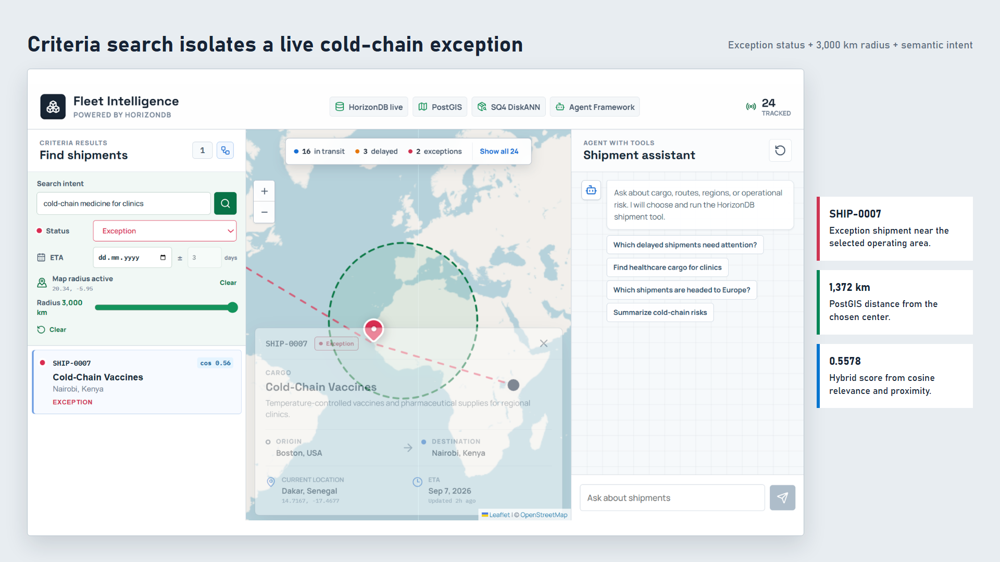 Criteria search isolates a live cold-chain exception
Exception status + 3,000 km radius + semantic intent
Fleet Intelligence
POWERED BY HORIZONDB
HorizonDB live
PostGIS
SQ4 DiskANN
Agent Framework
24
TRACKED
CRITERIA RESULTS
Find shipments
1
Search intent
cold-chain medicine for clinics
Status
Exception
ETA
dd.mm.yyyy
±
3
days
Map radius active
20.34, -5.95
Clear
Radius 3,000
km
Clear
SHIP-0007
cos 0.56
Cold-Chain Vaccines
Nairobi, Kenya
EXCEPTION
16 in transit
3 delayed
2 exceptions
Show all 24
+
−
SHIP-0007
Exception
CARGO
Cold-Chain Vaccines
Temperature-controlled vaccines and pharmaceutical supplies for regional
clinics.
ORIGIN
Boston, USA
DESTINATION
Nairobi, Kenya
CURRENT LOCATION
Dakar, Senegal
14.7167, -17.4677
ETA
Sep 7, 2026
Updated 2h ago
Leaflet | © OpenStreetMap
AGENT WITH TOOLS
Shipment assistant
Ask about cargo, routes, regions, or operational
risk. I will choose and run the HorizonDB
shipment tool.
Which delayed shipments need attention?
Find healthcare cargo for clinics
Which shipments are headed to Europe?
Summarize cold-chain risks
Ask about shipments
SHIP-0007
Exception shipment near the
selected operating area.
1,372 km
PostGIS distance from the
chosen center.
0.5578
Hybrid score from cosine
relevance and proximity.